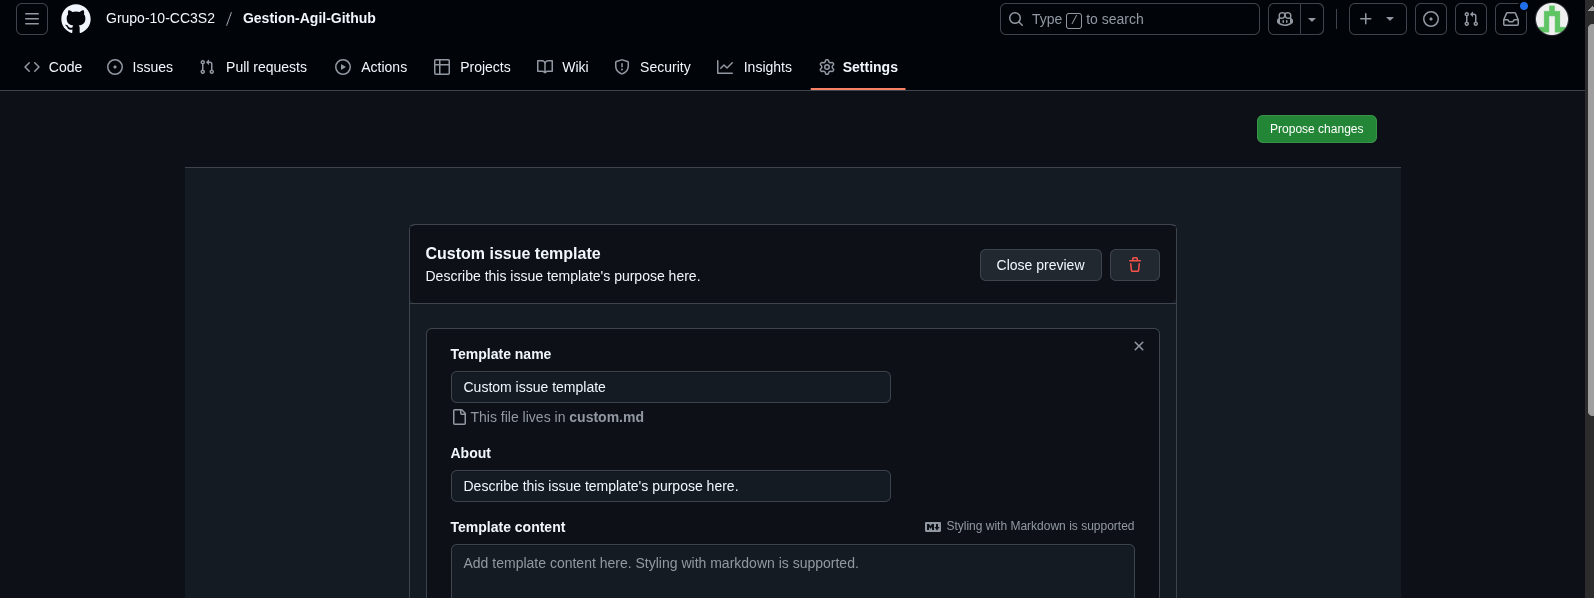 Grupo-10-CC3S2 / Gestion-Agil-Github
Type / to search
Code Issues Pull requests Actions Projects Wiki Security Insights Settings
Propose changes
Custom issue template
Describe this issue template's purpose here.
Close preview
Template name
Custom issue template
This file lives in custom.md
About
Describe this issue template's purpose here.
Template content
Styling with Markdown is supported
Add template content here. Styling with markdown is supported.